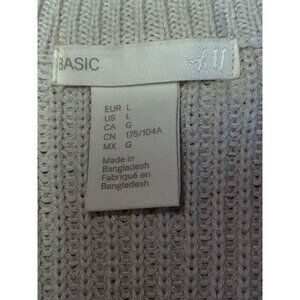 BASIC
H&M
EUR L
US L
CA G
CN 175/104A
MX G
Made in
Bangladesh
Fabriqué en
Bangladesh